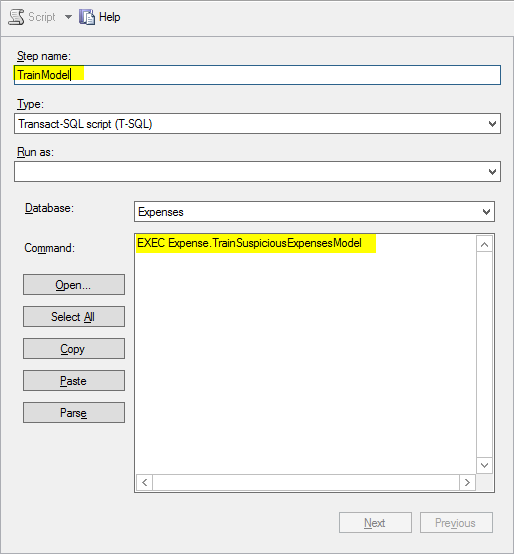 Script Help
Step name:
TrainModel
Type:
Transact-SQL script (T-SQL)
Run as:
Database:
Expenses
Command:
EXEC Expense.TrainSuspiciousExpensesModel
Open...
Select All
Copy
Paste
Parse
Next Previous